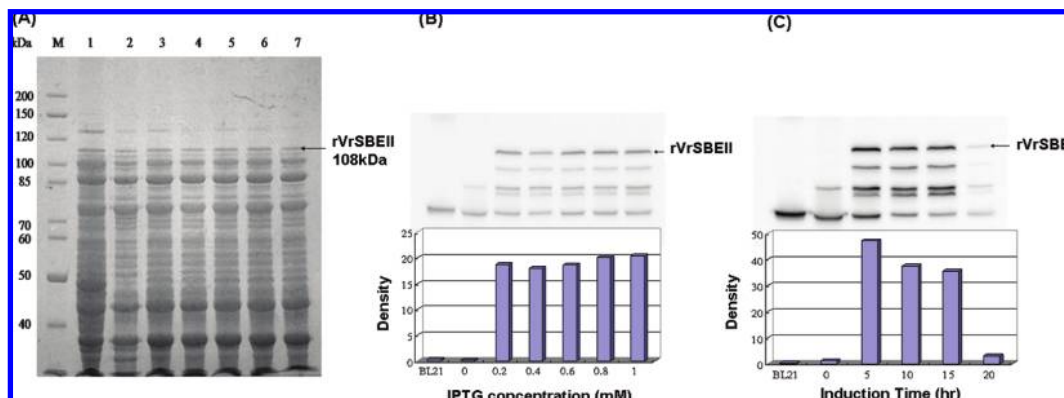 (A)
kDa M 1 2 3 4 5 6 7
200
150
120
100
85
70
60
50
40
rVrSBEII
108kDa
(B)
rVrSBEII
25
20
15
10
5
0
Density
BL21 0 0.2 0.4 0.6 0.8 1
IPTG concentration (mM)
(C)
rVrSBE
50
40
30
20
10
0
Density
BL21 0 5 10 15 20
Induction Time (hr)